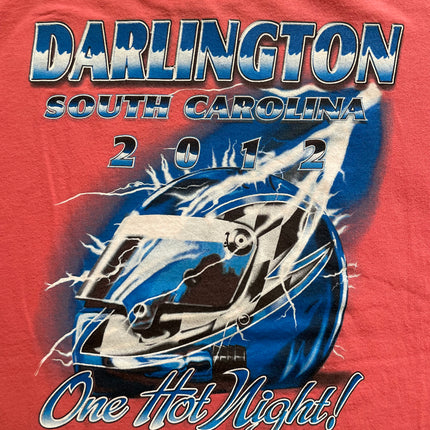 DARLINGTON
SOUTH CAROLINA
2012
One Hot Night!